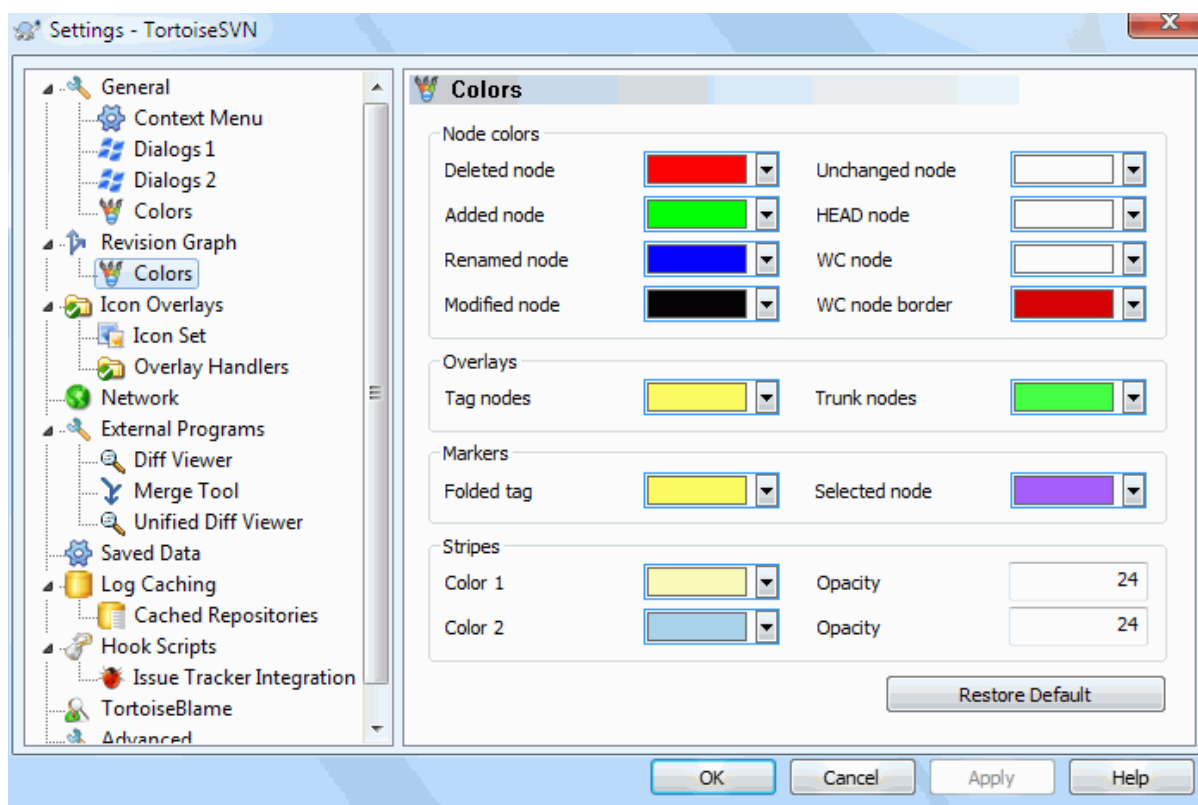 Settings - TortoiseSVN
General
Context Menu
Dialogs 1
Dialogs 2
Colors
Revision Graph
Colors
Icon Overlays
Icon Set
Overlay Handlers
Network
External Programs
Diff Viewer
Merge Tool
Unified Diff Viewer
Saved Data
Log Caching
Cached Repositories
Hook Scripts
Issue Tracker Integration
TortoiseBlame
Advanced
Colors
Node colors
Deleted node
Unchanged node
Added node
HEAD node
Renamed node
WC node
Modified node
WC node border
Overlays
Tag nodes
Trunk nodes
Markers
Folded tag
Selected node
Stripes
Color 1
Opacity
24
Color 2
Opacity
24
Restore Default
OK
Cancel
Apply
Help